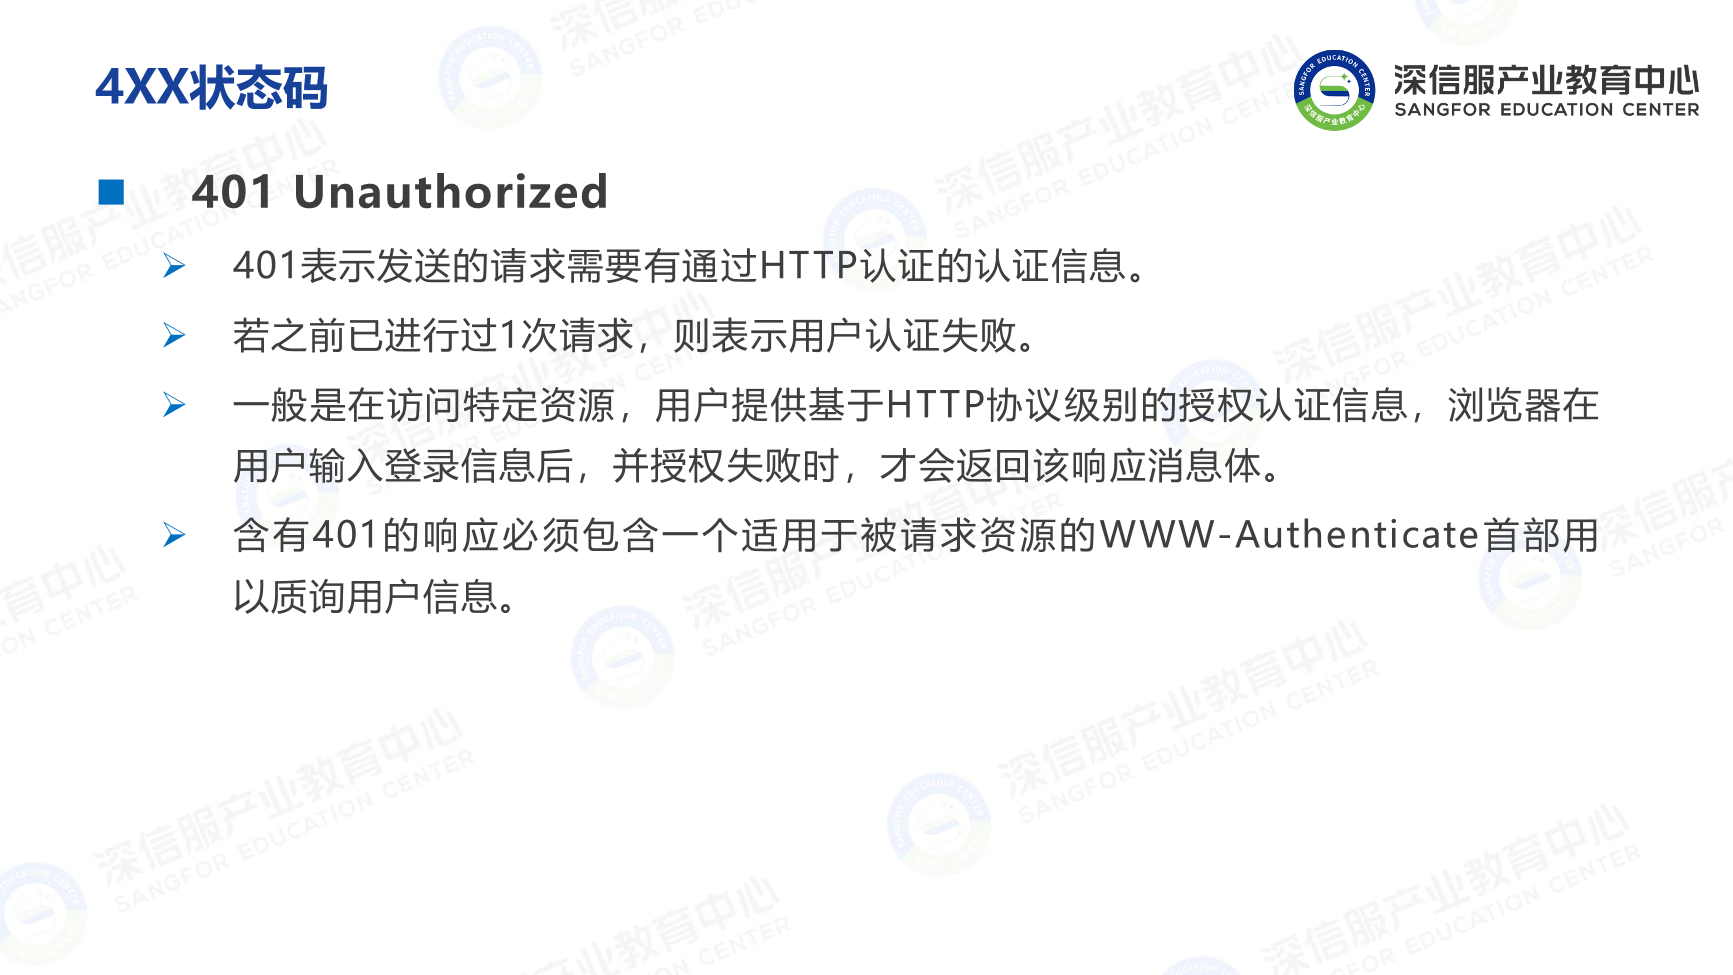 4XX状态码
深信服产业教育中心
SANGFOR EDUCATION CENTER
401 Unauthorized
401表示发送的请求需要有通过HTTP认证的认证信息。
若之前已进行过1次请求，则表示用户认证失败。
一般是在访问特定资源，用户提供基于HTTP协议级别的授权认证信息，浏览器在
用户输入登录信息后，并授权失败时，才会返回该响应消息体。
含有401的响应必须包含一个适用于被请求资源的WWW-Authenticate首部用
以质询用户信息。